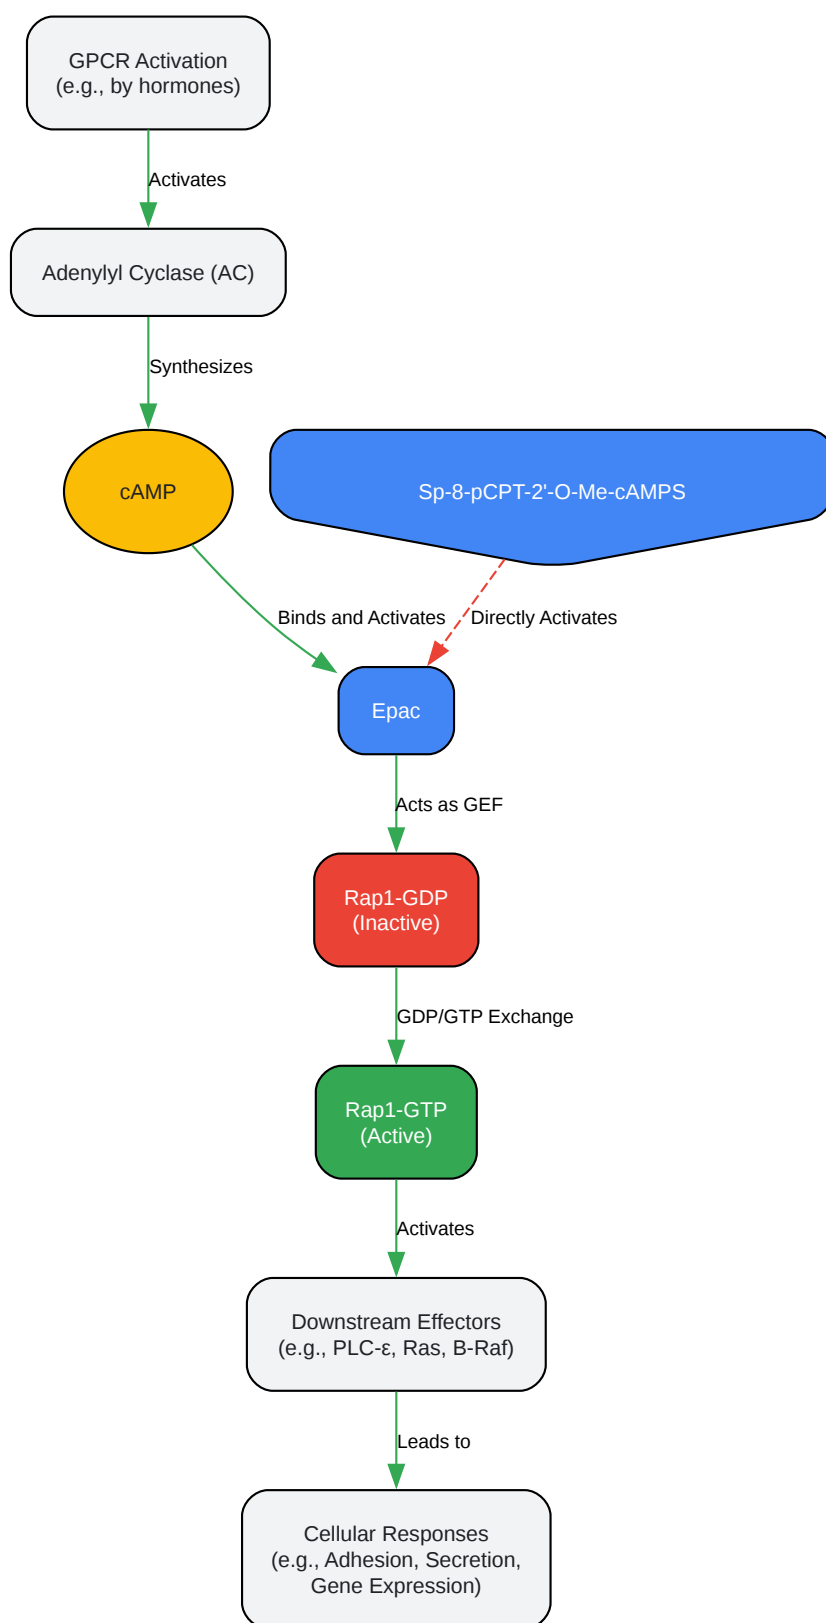 GPCR Activation
(e.g., by hormones)
Activates
Adenylyl Cyclase (AC)
Synthesizes
cAMP
Sp-8-pCPT-2'-O-Me-cAMPS
Binds and Activates
Directly Activates
Epac
Acts as GEF
Rap1-GDP
(Inactive)
GDP/GTP Exchange
Rap1-GTP
(Active)
Activates
Downstream Effectors
(e.g., PLC-ε, Ras, B-Raf)
Leads to
Cellular Responses
(e.g., Adhesion, Secretion,
Gene Expression)